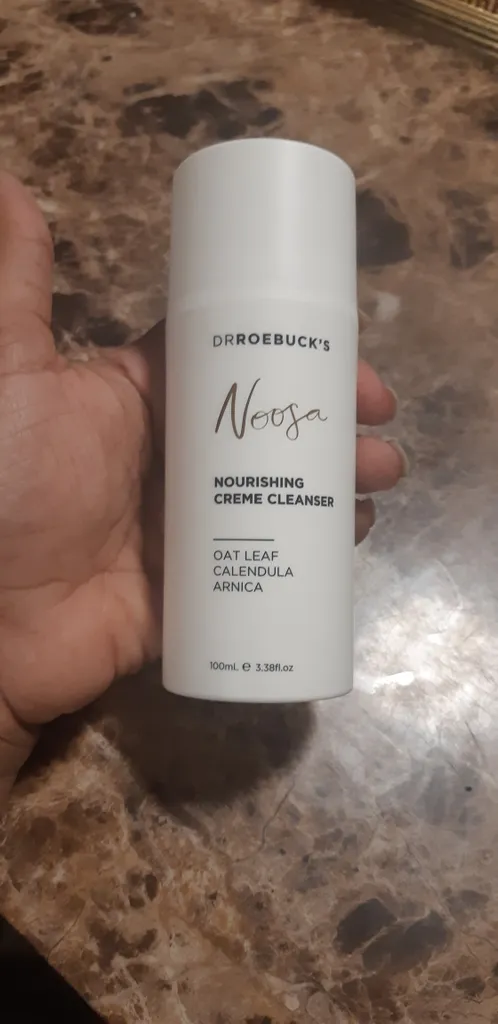 DRROEBUCK'S
Noosa
NOURISHING
CREME CLEANSER
OAT LEAF
CALENDULA
ARNICA
100mL ℮ 3.38fl.oz